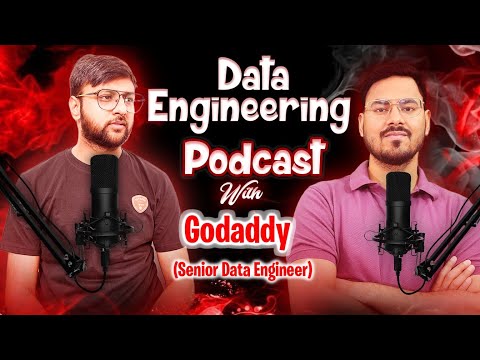 Data
Engineering
Podcast
With
Godaddy
(Senior Data Engineer)